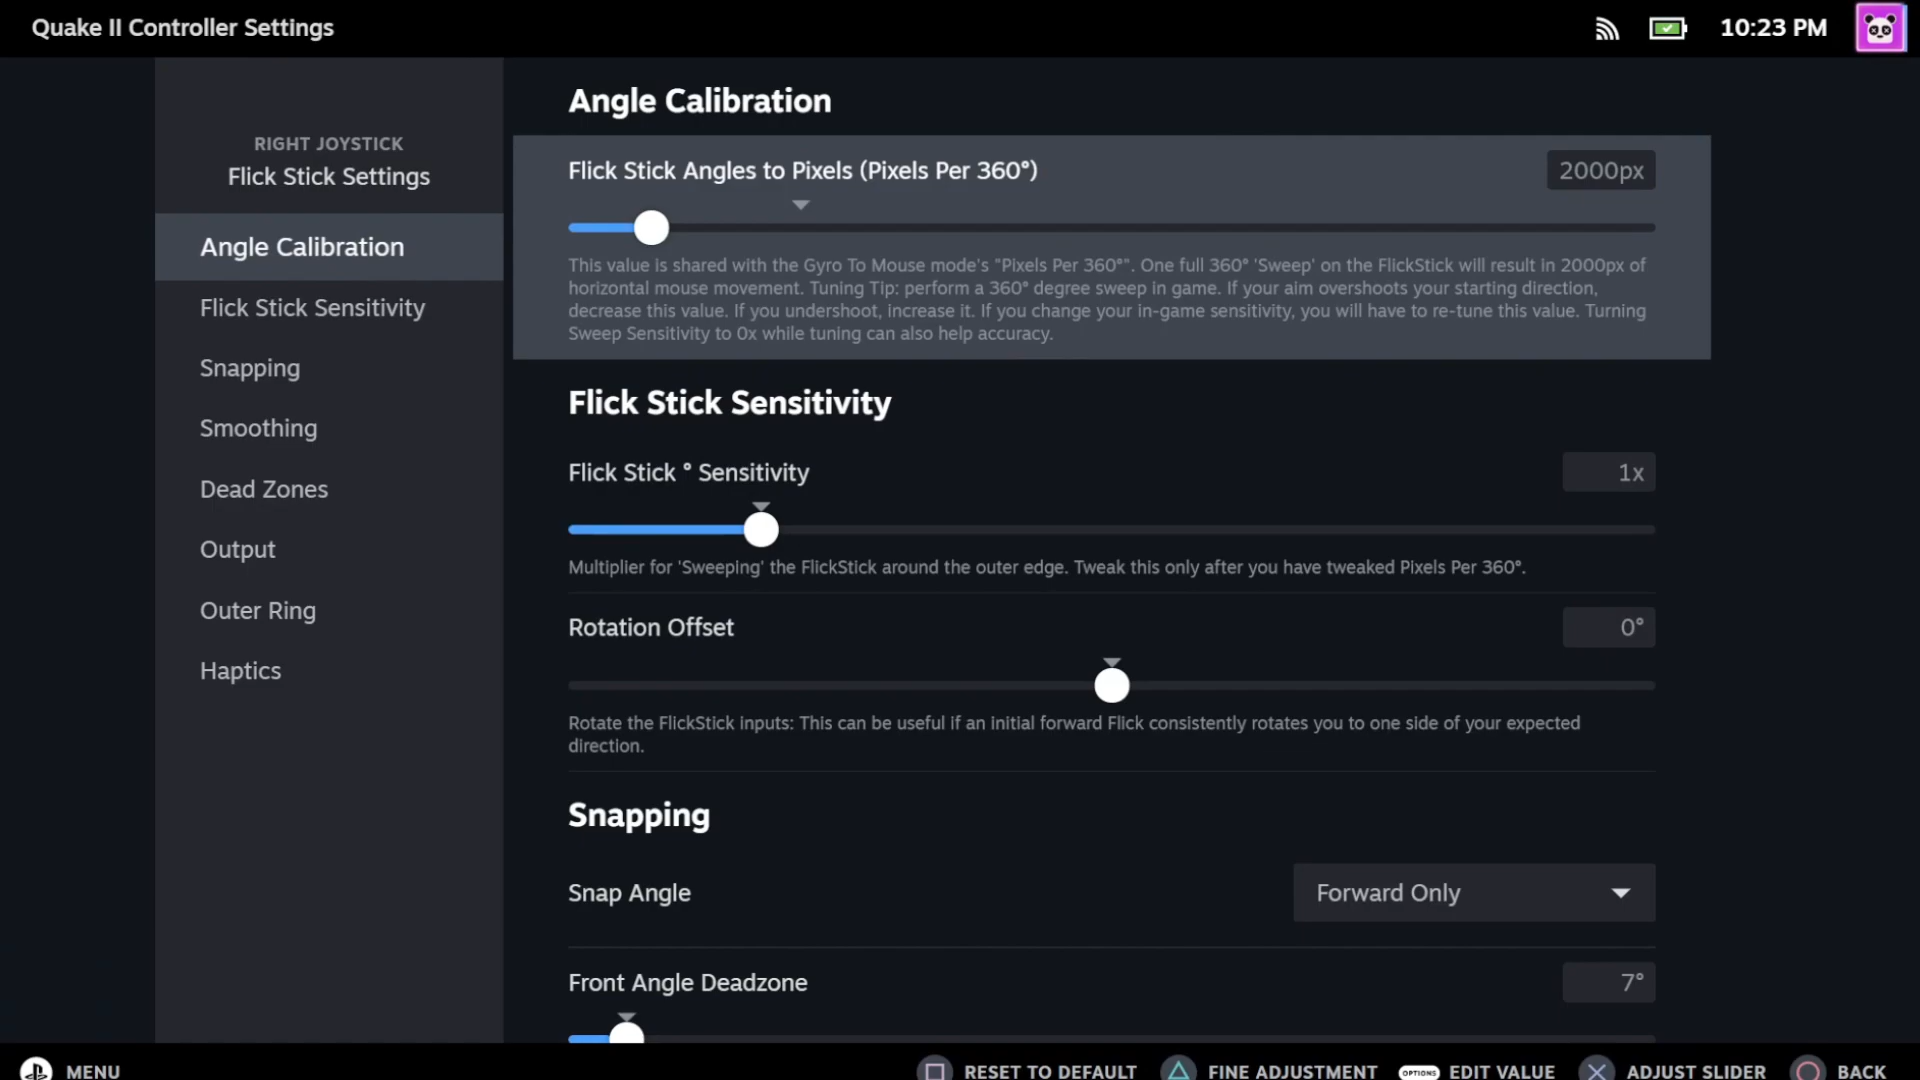 Quake II Controller Settings
10:23 PM
RIGHT JOYSTICK
Flick Stick Settings
Angle Calibration
Flick Stick Sensitivity
Snapping
Smoothing
Dead Zones
Output
Outer Ring
Haptics
Angle Calibration
Flick Stick Angles to Pixels (Pixels Per 360°)
2000px
This value is shared with the Gyro To Mouse mode's "Pixels Per 360°". One full 360° 'Sweep' on the FlickStick will result in 2000px of
horizontal mouse movement. Tuning Tip: perform a 360° degree sweep in game. If your aim overshoots your starting direction,
decrease this value. If you undershoot, increase it. If you change your in-game sensitivity, you will have to re-tune this value. Turning
Sweep Sensitivity to 0x while tuning can also help accuracy.
Flick Stick Sensitivity
Flick Stick ° Sensitivity
1x
Multiplier for 'Sweeping' the FlickStick around the outer edge. Tweak this only after you have tweaked Pixels Per 360°.
Rotation Offset
0°
Rotate the FlickStick inputs: This can be useful if an initial forward Flick consistently rotates you to one side of your expected
direction.
Snapping
Snap Angle
Forward Only
Front Angle Deadzone
7°
MENU
RESET TO DEFAULT
FINE ADJUSTMENT
OPTIONS
EDIT VALUE
ADJUST SLIDER
BACK